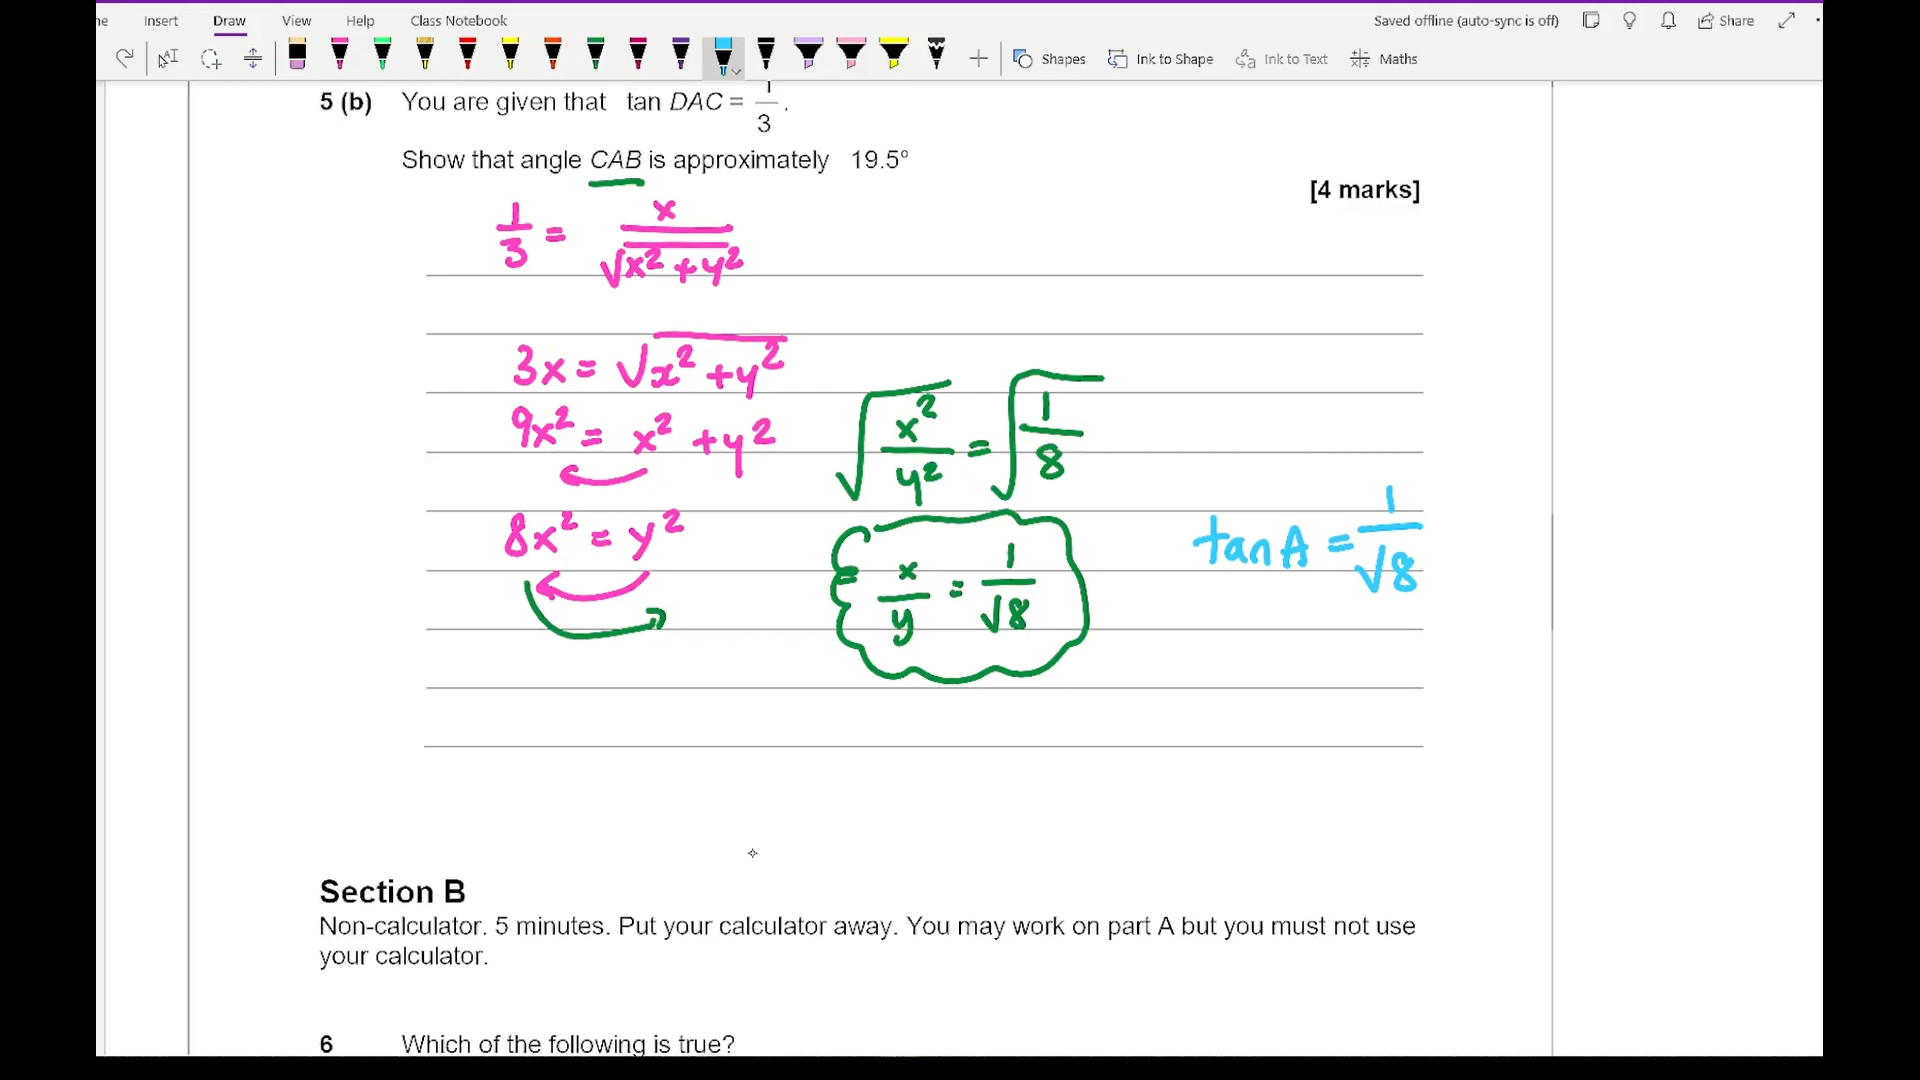 Insert Draw View Help Class Notebook Saved offline (auto-sync is off) Share
Shapes Ink to Shape Ink to Text Maths
5 (b) You are given that tan DAC = 1/3 .
Show that angle CAB is approximately 19.5°
[4 marks]
1/3 = x/√(x² + y²)
3x = √(x² + y²)
9x² = x² + y²
8x² = y²
√(x²/y²) = √(1/8)
= x/y = 1/√8
tan A = 1/√8
Section B
Non-calculator. 5 minutes. Put your calculator away. You may work on part A but you must not use
your calculator.
6 Which of the following is true?